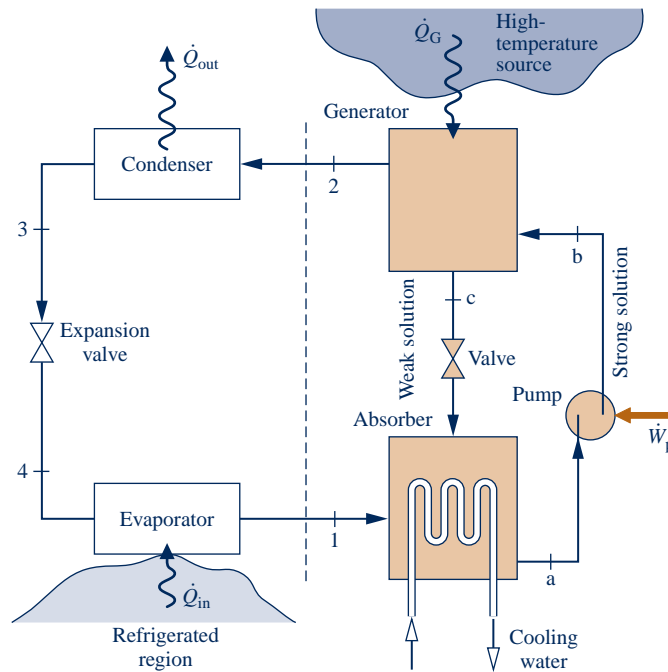 Q̇G
High-
temperature
source
Q̇out
Generator
Condenser
2
3
b
c
Weak solution
Strong solution
Expansion
valve
Valve
Pump
Absorber
Ẇp
4
Evaporator
1
a
Q̇in
Refrigerated
region
Cooling
water